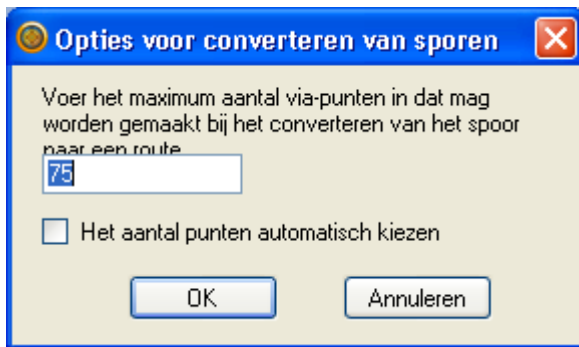 Opties voor converteren van sporen
Voer het maximum aantal via-punten in dat mag
worden gemaakt bij het converteren van het spoor
naar een route
75
Het aantal punten automatisch kiezen
OK
Annuleren